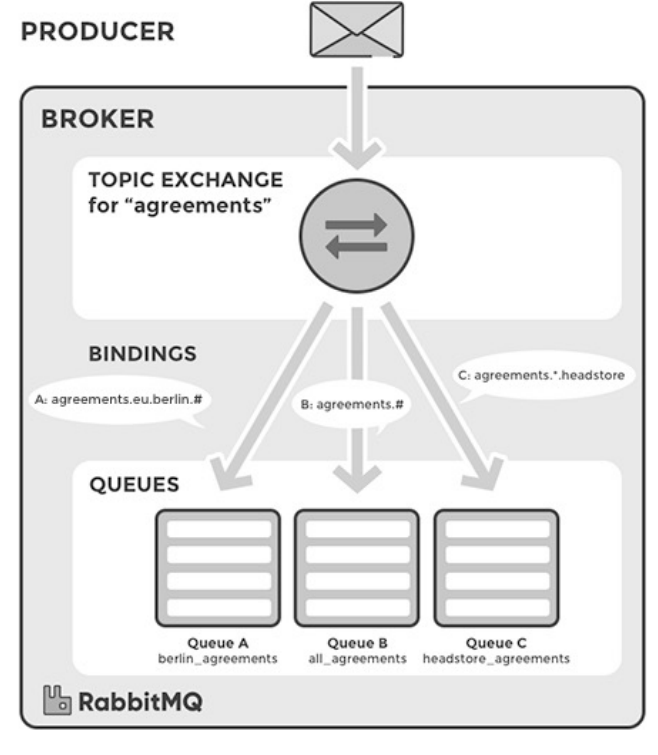 PRODUCER
BROKER
TOPIC EXCHANGE
for “agreements”
BINDINGS
A: agreements.eu.berlin.#
B: agreements.#
C: agreements.*.headstore
QUEUES
Queue A
berlin_agreements
Queue B
all_agreements
Queue C
headstore_agreements
RabbitMQ